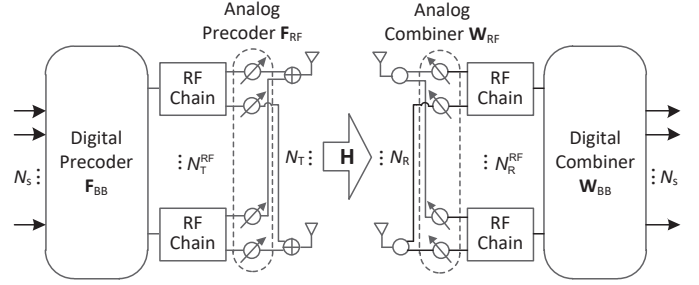 Analog
Precoder F_RF
Analog
Combiner W_RF
RF
Chain
RF
Chain
Digital
Precoder
F_BB
N_s
⋮ N_T^RF
N_T ⋮
H
⋮ N_R
⋮ N_R^RF
Digital
Combiner
W_BB
N_s
RF
Chain
RF
Chain